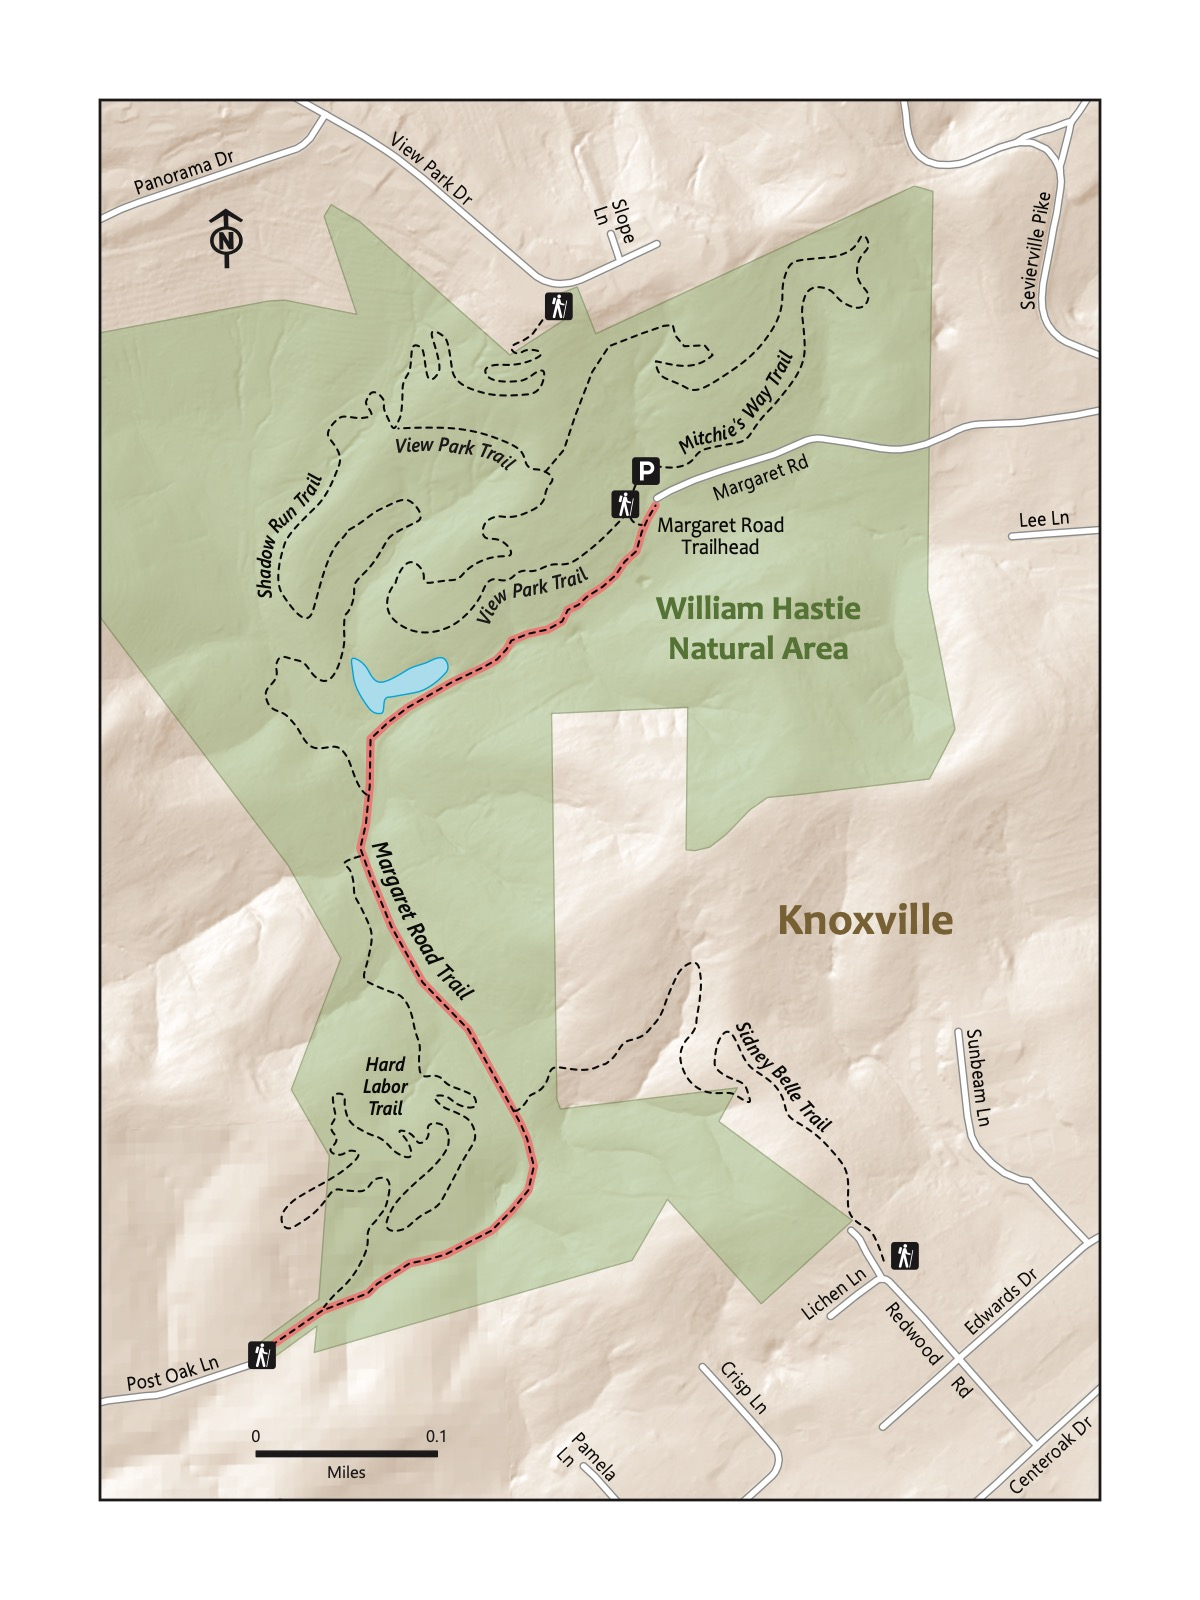 Panorama Dr
View Park Dr
Slope
Ln
Sevierville Pike
N
Mitchie's Way Trail
View Park Trail
P
Margaret Rd
Shadow Run Trail
Lee Ln
Margaret Road
Trailhead
View Park Trail
William Hastie
Natural Area
Margaret Road Trail
Knoxville
Sidney Belle Trail
Sunbeam Ln
Hard
Labor
Trail
Lichen Ln
Edwards Dr
Redwood
Rd
Post Oak Ln
Crisp Ln
Centeroak Dr
Pamela
Ln
0 0.1
Miles